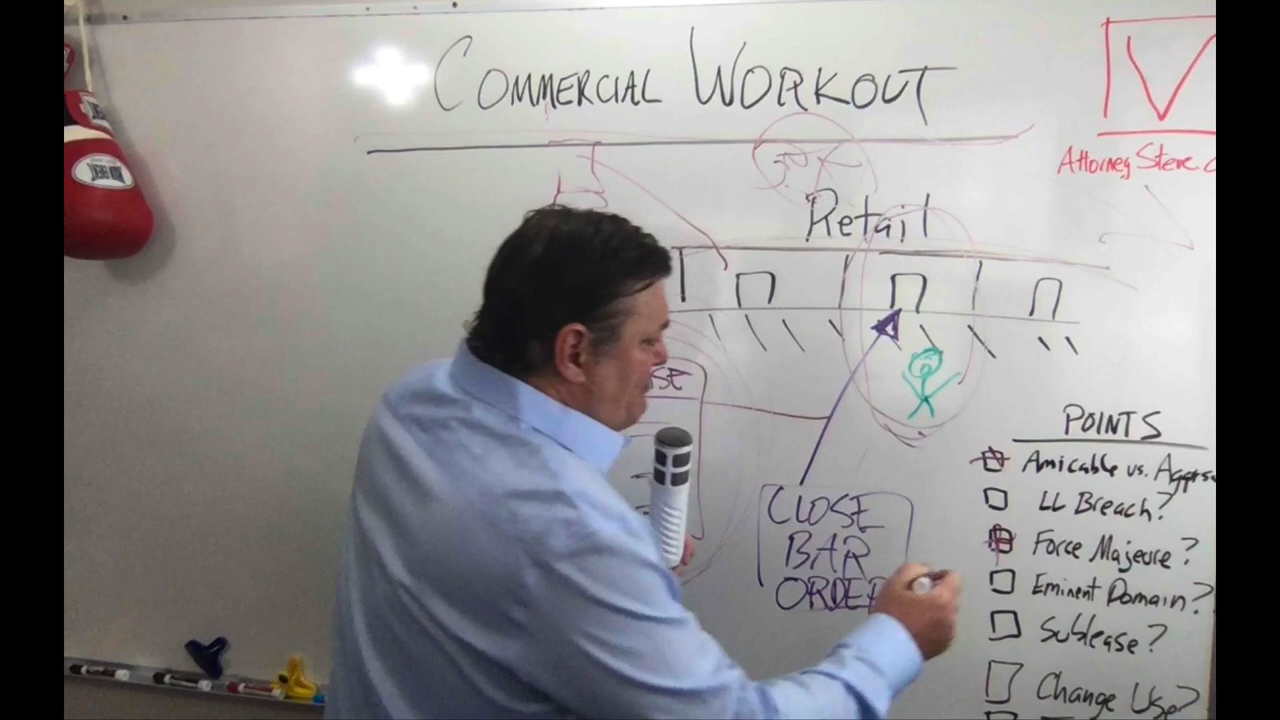 COMMERCIAL WORKOUT
Attorney Steve.
Retail
SE
POINTS
Amicable vs.
LL Breach?
CLOSE
BAR
ORDER
Force Majeure?
Eminent Domain?
Sublease?
Change Use?